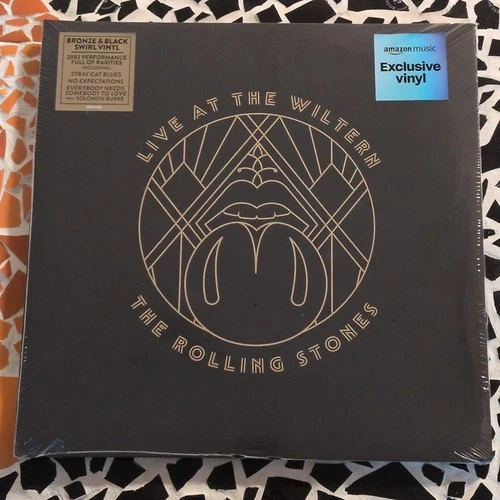 BRONZE & BLACK
SWIRL VINYL
2002 PERFORMANCE
FULL OF RARITIES
INCLUDING
STRAY CAT BLUES
NO EXPECTATIONS
EVERYBODY NEEDS
SOMEBODY TO LOVE
WITH SOLOMON BURKE
amazon music
Exclusive
vinyl
LIVE AT THE WILTERN
THE ROLLING STONES